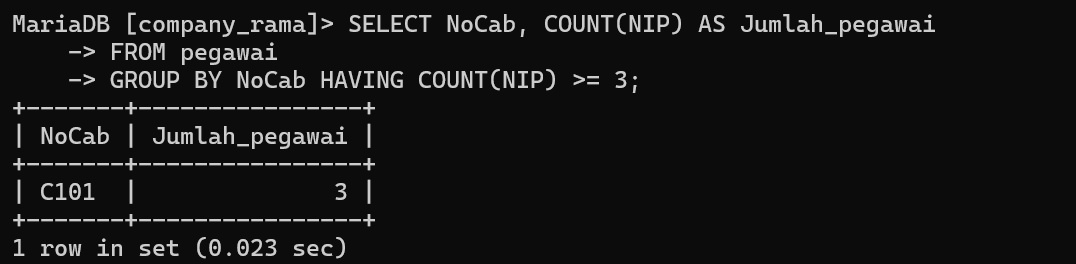 MariaDB [company_rama]> SELECT NoCab, COUNT(NIP) AS Jumlah_pegawai
    -> FROM pegawai
    -> GROUP BY NoCab HAVING COUNT(NIP) >= 3;
+-------+----------------+
| NoCab | Jumlah_pegawai |
+-------+----------------+
| C101  |              3 |
+-------+----------------+
1 row in set (0.023 sec)